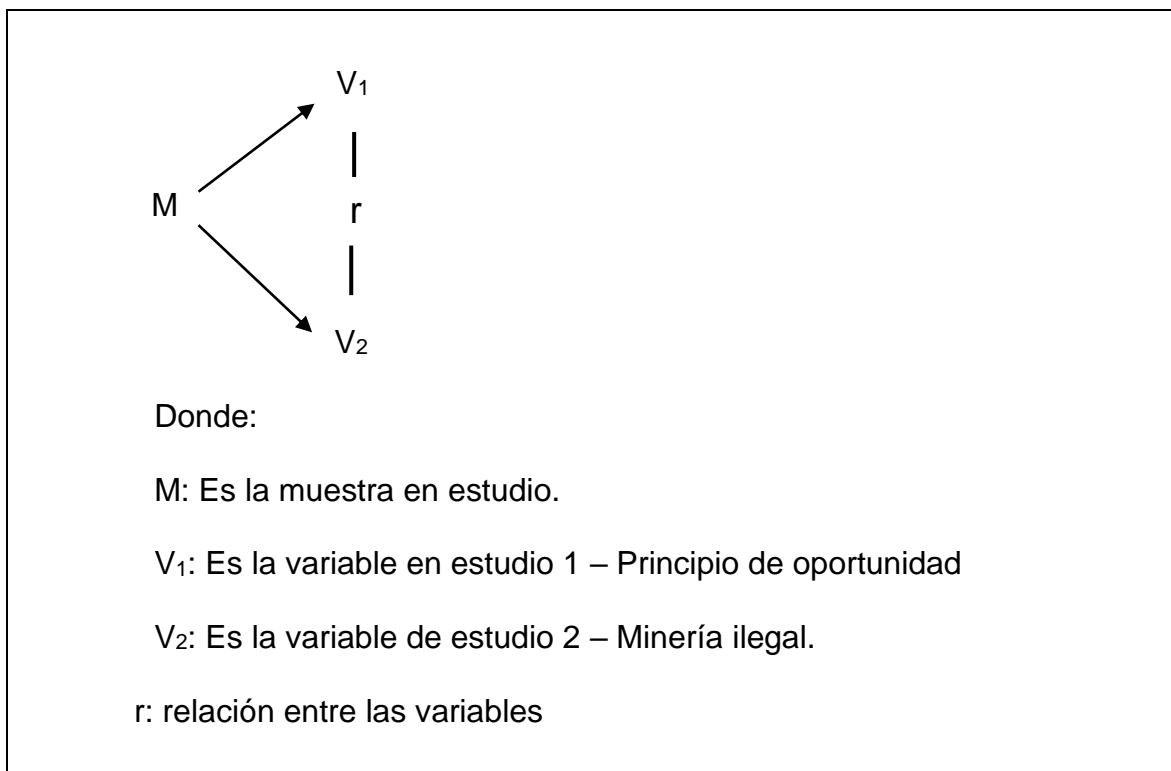 V1
M
r
V2
Donde:
M: Es la muestra en estudio.
V1: Es la variable en estudio 1 – Principio de oportunidad
V2: Es la variable de estudio 2 – Minería ilegal.
r: relación entre las variables